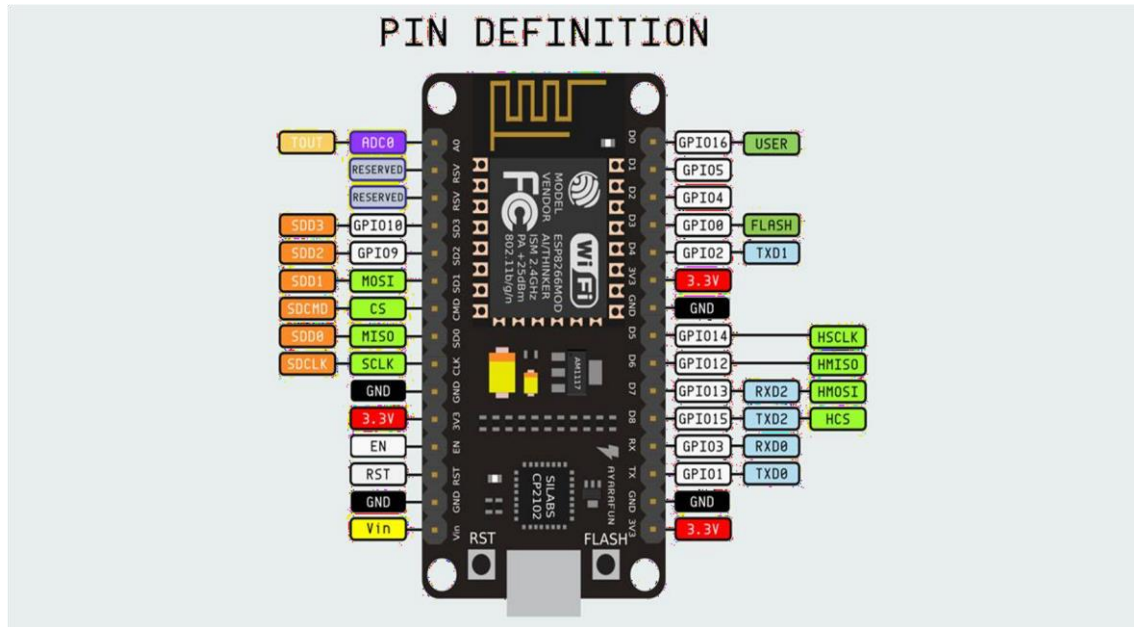 PIN DEFINITION
TOUT ADC0 A0 D0 GPIO16 USER
RESERVED RSV D1 GPIO5
RESERVED RSV D2 GPIO4
SDD3 GPIO10 SD3 D3 GPIO0 FLASH
SDD2 GPIO9 SD2 D4 GPIO2 TXD1
SDD1 MOSI SD1 3V3 3.3V
SDCMD CS CMD GND GND
SDD0 MISO SD0 D5 GPIO14 HSCLK
SDCLK SCLK CLK D6 GPIO12 HMISO
GND GND D7 GPIO13 RXD2 HMOSI
3.3V 3V3 D8 GPIO15 TXD2 HCS
EN EN RX GPIO3 RXD0
RST RST TX GPIO1 TXD0
GND GND GND GND
Vin Vin 3V3 3.3V
MODEL
VENDOR
FC
ESP8266MOD
AI/THINKER
ISM 2.4GHz
PA +25dBm
802.11b/g/n
WiFi
AM1117
AYARAFUN
SILABS
CP2102
RST
FLASH